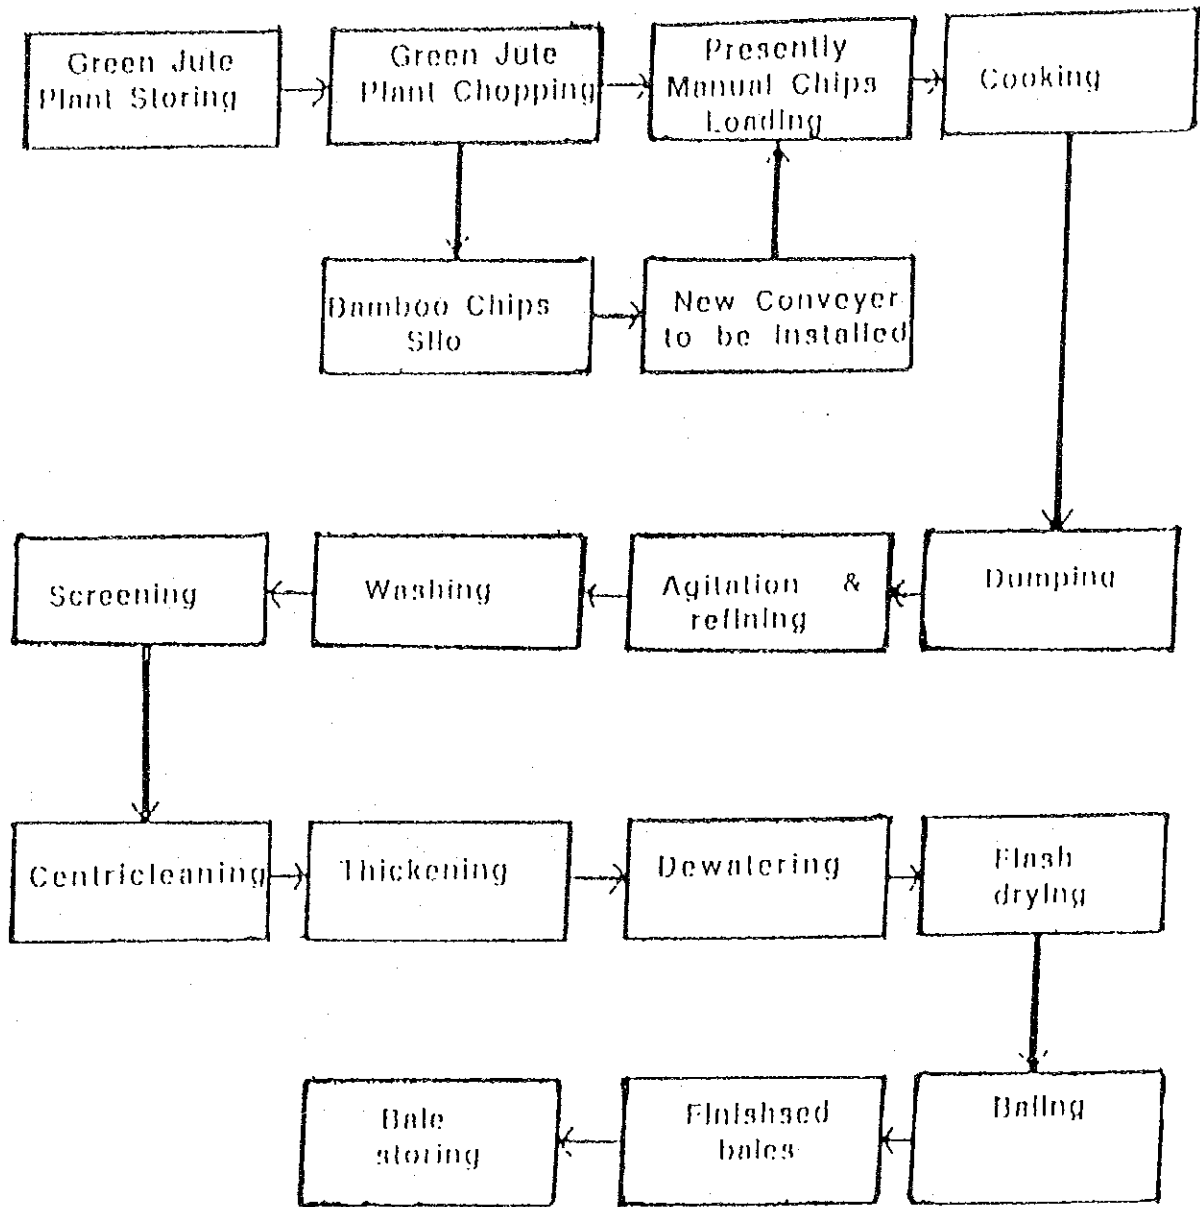 Green Jute
Plant Storing
Green Jute
Plant Chopping
Presently
Manual Chips
Loading
Cooking
Bamboo Chips
Silo
New Conveyer
to be installed
Screening
Washing
Agitation &
refining
Dumping
Centricleaning
Thickening
Dewatering
Flash
drying
Bale
storing
Finishsed
bales
Baling